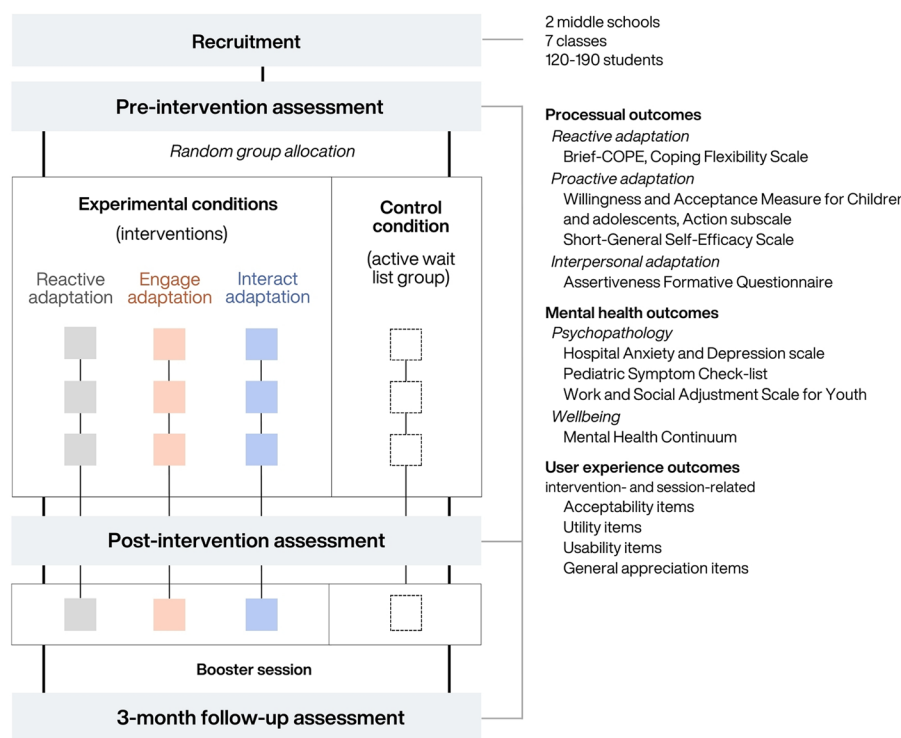 Recruitment
2 middle schools
7 classes
120-190 students
Pre-intervention assessment
Random group allocation
Experimental conditions
(interventions)
Reactive
adaptation
Engage
adaptation
Interact
adaptation
Control
condition
(active wait
list group)
Post-intervention assessment
Booster session
3-month follow-up assessment
Processual outcomes
Reactive adaptation
Brief-COPE, Coping Flexibility Scale
Proactive adaptation
Willingness and Acceptance Measure for Children
and adolescents, Action subscale
Short-General Self-Efficacy Scale
Interpersonal adaptation
Assertiveness Formative Questionnaire
Mental health outcomes
Psychopathology
Hospital Anxiety and Depression scale
Pediatric Symptom Check-list
Work and Social Adjustment Scale for Youth
Wellbeing
Mental Health Continuum
User experience outcomes
intervention- and session-related
Acceptability items
Utility items
Usability items
General appreciation items